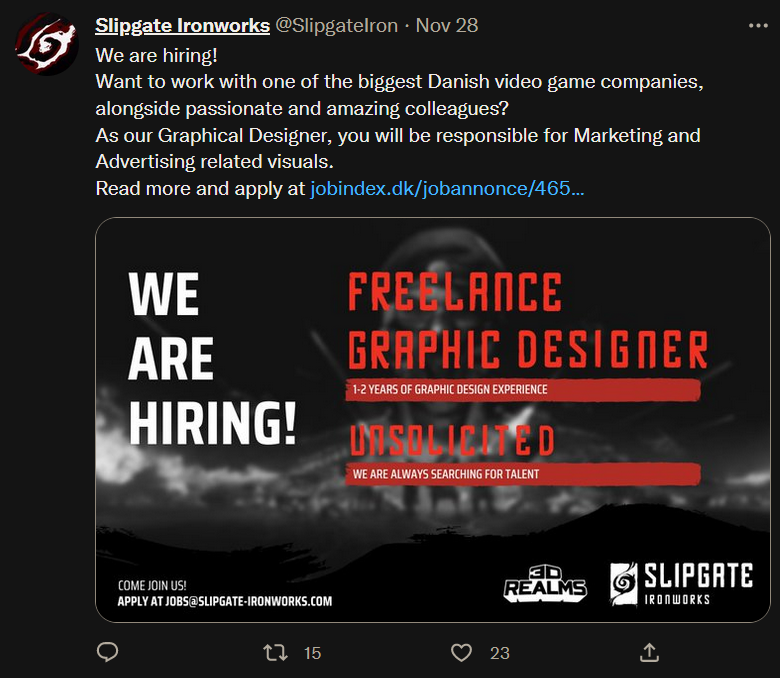 Slipgate Ironworks @SlipgateIron · Nov 28
We are hiring!
Want to work with one of the biggest Danish video game companies,
alongside passionate and amazing colleagues?
As our Graphical Designer, you will be responsible for Marketing and
Advertising related visuals.
Read more and apply at jobindex.dk/jobannonce/465...
WE
ARE
HIRING!
FREELANCE
GRAPHIC DESIGNER
1-2 YEARS OF GRAPHIC DESIGN EXPERIENCE
UNSOLICITED
WE ARE ALWAYS SEARCHING FOR TALENT
COME JOIN US!
APPLY AT JOBS@SLIPGATE-IRONWORKS.COM
3D
REALMS
SLIPGATE
IRONWORKS
15
23